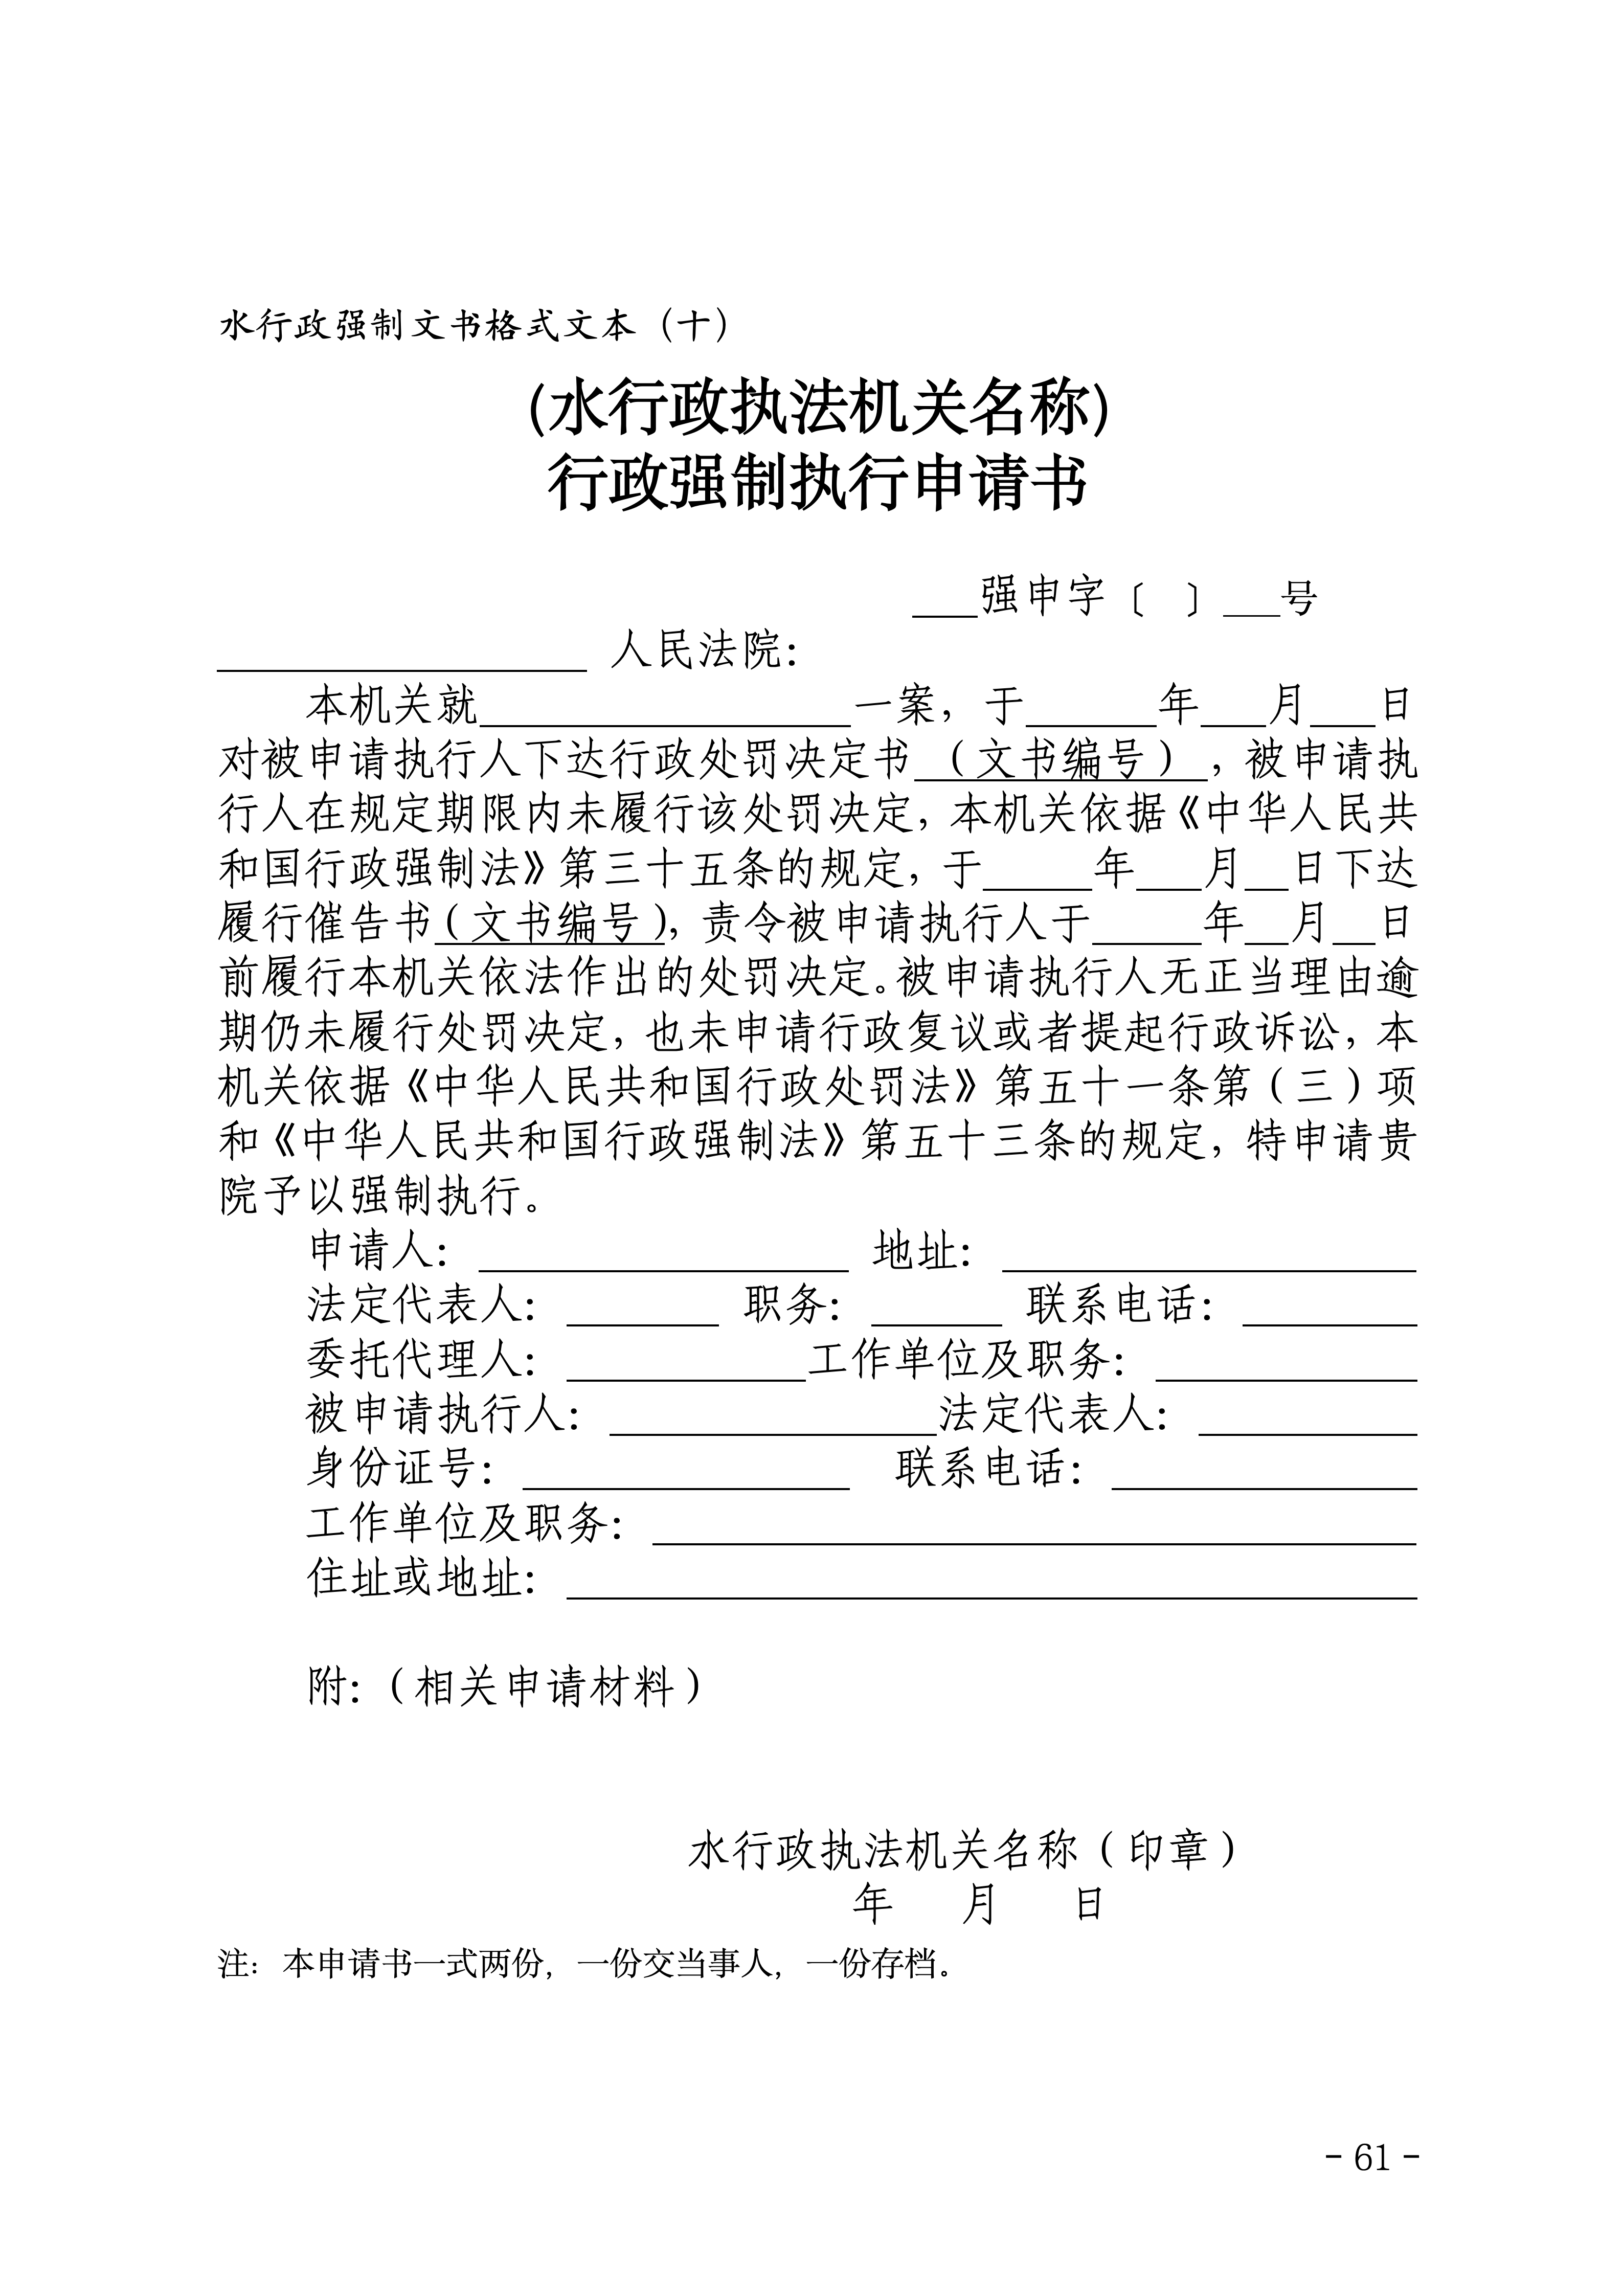 水行政强制文书格式文本（十）
(水行政执法机关名称)
行政强制执行申请书
___强申字〔 〕___号
_________________ 人民法院：
本机关就_________________一案，于______年___月___日
对被申请执行人下达行政处罚决定书 （文书编号） ，被申请执
行人在规定期限内未履行该处罚决定，本机关依据《中华人民共
和国行政强制法》第三十五条的规定，于_____年___月__日下达
履行催告书（文书编号），责令被申请执行人于_____年__月__日
前履行本机关依法作出的处罚决定。被申请执行人无正当理由逾
期仍未履行处罚决定，也未申请行政复议或者提起行政诉讼，本
机关依据《中华人民共和国行政处罚法》第五十一条第（三）项
和《中华人民共和国行政强制法》第五十三条的规定，特申请贵
院予以强制执行。
申请人：_________________ 地址：___________________
法定代表人：_______ 职务：______ 联系电话：________
委托代理人：___________工作单位及职务：____________
被申请执行人：_______________法定代表人：__________
身份证号：_______________ 联系电话：______________
工作单位及职务：___________________________________
住址或地址：_______________________________________
附：（相关申请材料）
水行政执法机关名称（印章）
年 月 日
注：本申请书一式两份，一份交当事人，一份存档。
- 61 -